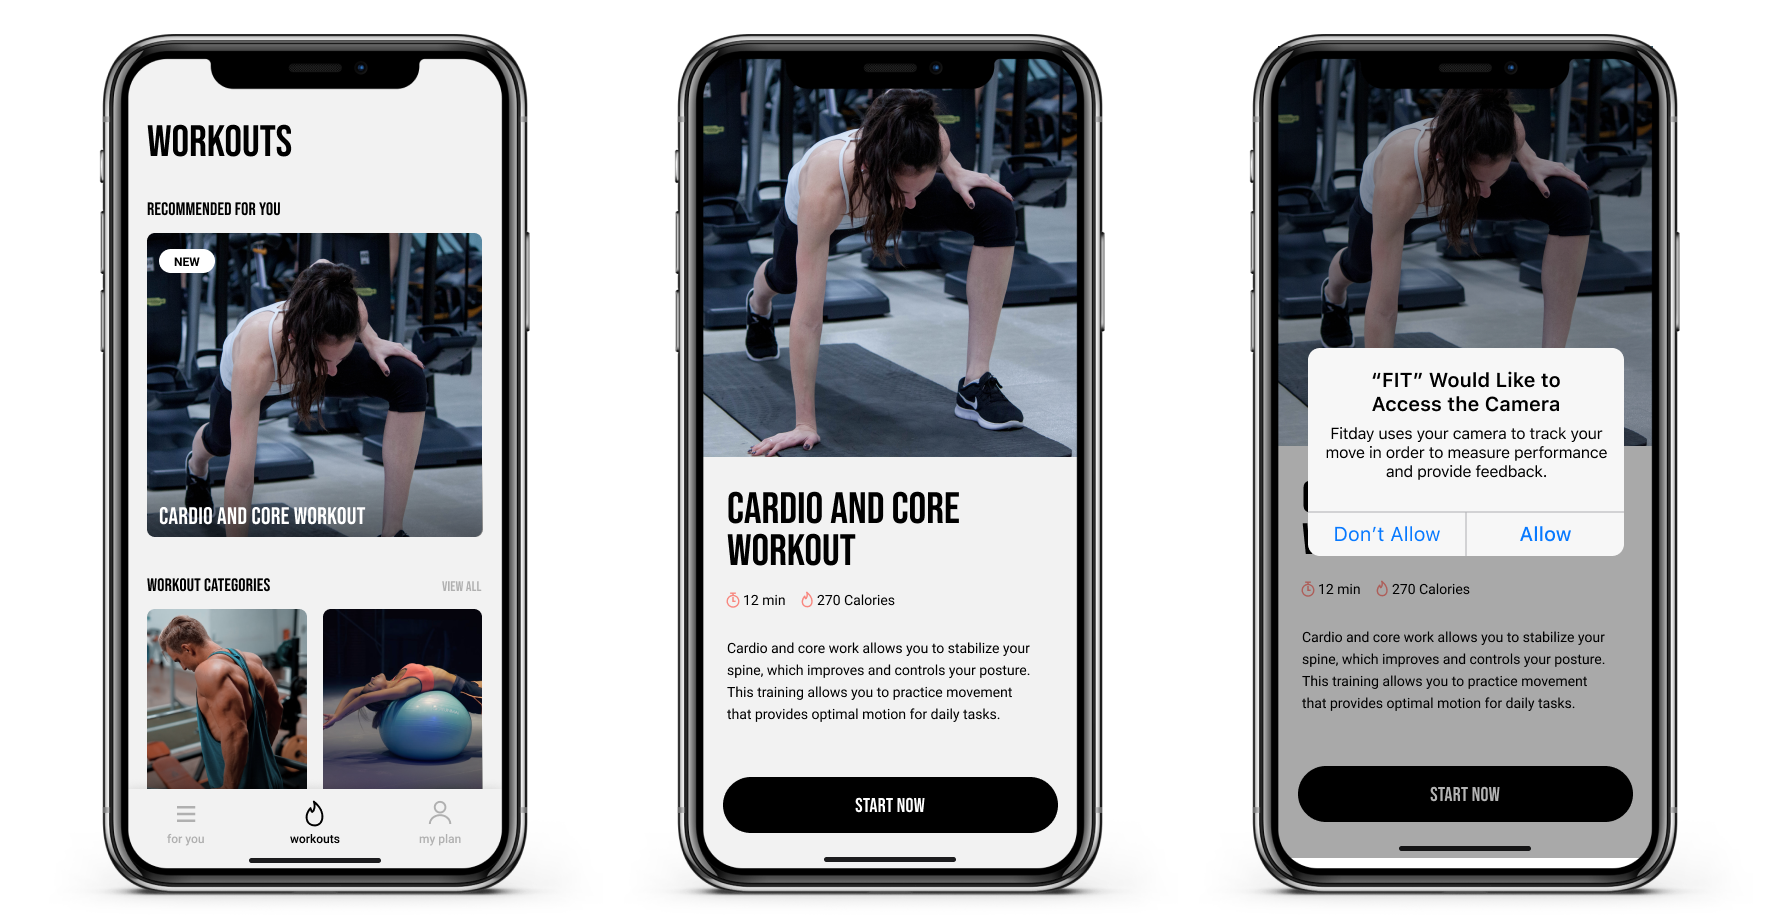 WORKOUTS
RECOMMENDED FOR YOU
NEW
CARDIO AND CORE WORKOUT
WORKOUT CATEGORIES
VIEW ALL
for you
workouts
my plan
CARDIO AND CORE
WORKOUT
12 min
270 Calories
Cardio and core work allows you to stabilize your
spine, which improves and controls your posture.
This training allows you to practice movement
that provides optimal motion for daily tasks.
START NOW
“FIT” Would Like to
Access the Camera
Fitday uses your camera to track your
move in order to measure performance
and provide feedback.
Don’t Allow
Allow
12 min
270 Calories
Cardio and core work allows you to stabilize your
spine, which improves and controls your posture.
This training allows you to practice movement
that provides optimal motion for daily tasks.
START NOW